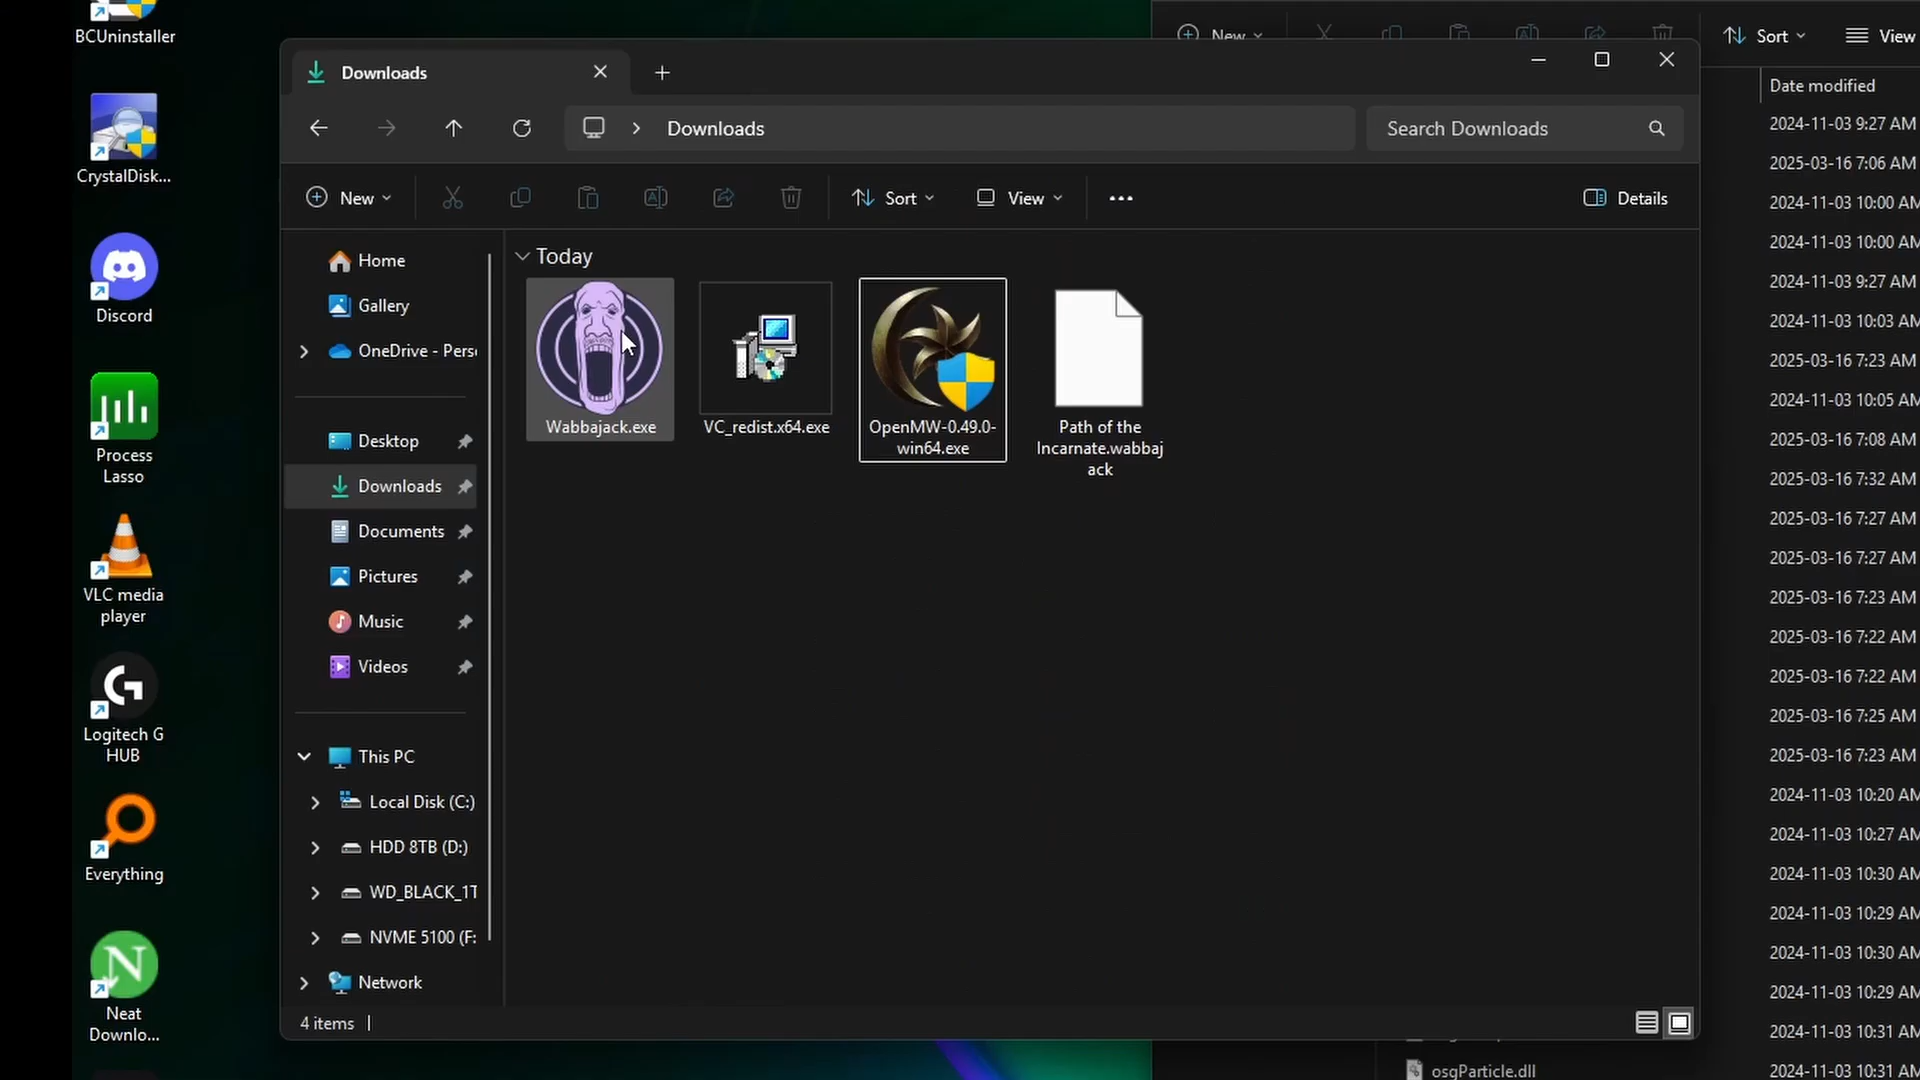 BCUninstaller
CrystalDisk...
Discord
Process
Lasso
VLC media
player
Logitech G
HUB
Everything
Neat
Downlo...
Downloads
Downloads
Search Downloads
New
Sort
View
Details
Home
Gallery
OneDrive - Pers
Desktop
Downloads
Documents
Pictures
Music
Videos
This PC
Local Disk (C:)
HDD 8TB (D:)
WD_BLACK_1T
NVME 5100 (F:
Network
Today
Wabbajack.exe
VC_redist.x64.exe
OpenMW-0.49.0-
win64.exe
Path of the
Incarnate.wabbaj
ack
4 items
New
Sort
View
Date modified
2024-11-03 9:27 AM
2025-03-16 7:06 AM
2024-11-03 10:00 AM
2024-11-03 10:00 AM
2024-11-03 9:27 AM
2024-11-03 10:03 AM
2025-03-16 7:23 AM
2024-11-03 10:05 AM
2025-03-16 7:08 AM
2025-03-16 7:32 AM
2025-03-16 7:27 AM
2025-03-16 7:27 AM
2025-03-16 7:23 AM
2025-03-16 7:22 AM
2025-03-16 7:22 AM
2025-03-16 7:25 AM
2025-03-16 7:23 AM
2024-11-03 10:20 AM
2024-11-03 10:27 AM
2024-11-03 10:30 AM
2024-11-03 10:29 AM
2024-11-03 10:30 AM
2024-11-03 10:29 AM
2024-11-03 10:31 AM
2024-11-03 10:31 AM
osgParticle.dll